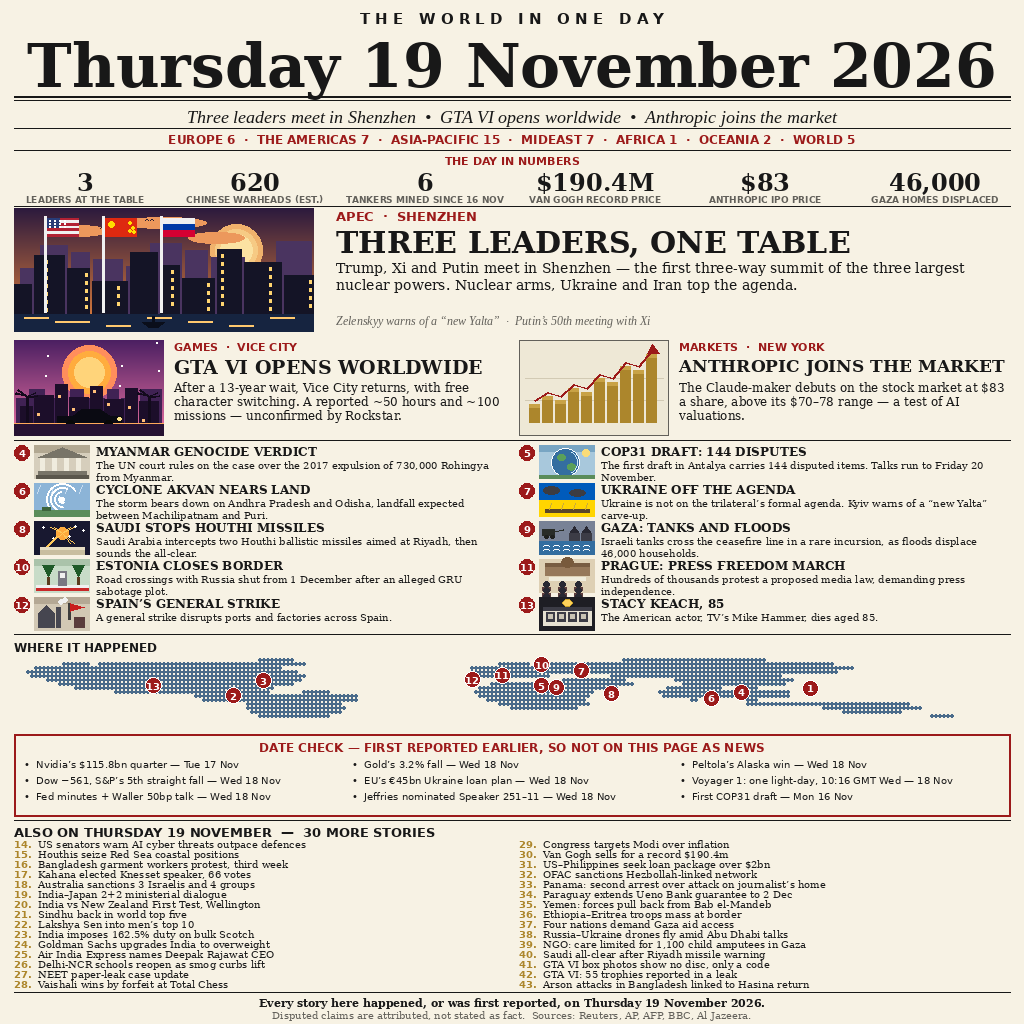 THE WORLD IN ONE DAY
Thursday 19 November 2026
Three leaders meet in Shenzhen • GTA VI opens worldwide • Anthropic joins the market
EUROPE 6 · THE AMERICAS 7 · ASIA-PACIFIC 15 · MIDEAST 7 · AFRICA 1 · OCEANIA 2 · WORLD 5
THE DAY IN NUMBERS
3
LEADERS AT THE TABLE
620
CHINESE WARHEADS (EST.)
6
TANKERS MINED SINCE 16 NOV
$190.4M
VAN GOGH RECORD PRICE
$83
ANTHROPIC IPO PRICE
46,000
GAZA HOMES DISPLACED
APEC · SHENZHEN
THREE LEADERS, ONE TABLE
Trump, Xi and Putin meet in Shenzhen — the first three-way summit of the three largest
nuclear powers. Nuclear arms, Ukraine and Iran top the agenda.
Zelenskyy warns of a “new Yalta” · Putin’s 50th meeting with Xi
GAMES · VICE CITY
GTA VI OPENS WORLDWIDE
After a 13-year wait, Vice City returns, with free
character switching. A reported ~50 hours and ~100
missions — unconfirmed by Rockstar.
MARKETS · NEW YORK
ANTHROPIC JOINS THE MARKET
The Claude-maker debuts on the stock market at $83
a share, above its $70–78 range — a test of AI
valuations.
4
MYANMAR GENOCIDE VERDICT
The UN court rules on the case over the 2017 expulsion of 730,000 Rohingya
from Myanmar.
5
COP31 DRAFT: 144 DISPUTES
The first draft in Antalya carries 144 disputed items. Talks run to Friday 20
November.
6
CYCLONE AKVAN NEARS LAND
The storm bears down on Andhra Pradesh and Odisha, landfall expected
between Machilipatnam and Puri.
7
UKRAINE OFF THE AGENDA
Ukraine is not on the trilateral’s formal agenda. Kyiv warns of a “new Yalta”
carve-up.
8
SAUDI STOPS HOUTHI MISSILES
Saudi Arabia intercepts two Houthi ballistic missiles aimed at Riyadh, then
sounds the all-clear.
9
GAZA: TANKS AND FLOODS
Israeli tanks cross the ceasefire line in a rare incursion, as floods displace
46,000 households.
10
ESTONIA CLOSES BORDER
Road crossings with Russia shut from 1 December after an alleged GRU
sabotage plot.
11
PRAGUE: PRESS FREEDOM MARCH
Hundreds of thousands protest a proposed media law, demanding press
independence.
12
SPAIN’S GENERAL STRIKE
A general strike disrupts ports and factories across Spain.
13
STACY KEACH, 85
The American actor, TV’s Mike Hammer, dies aged 85.
WHERE IT HAPPENED
10
7
11
12
3
13
5
9
2
8
6
4
1
DATE CHECK — FIRST REPORTED EARLIER, SO NOT ON THIS PAGE AS NEWS
• Nvidia’s $115.8bn quarter — Tue 17 Nov
• Dow −561, S&P’s 5th straight fall — Wed 18 Nov
• Fed minutes + Waller 50bp talk — Wed 18 Nov
• Gold’s 3.2% fall — Wed 18 Nov
• EU’s €45bn Ukraine loan plan — Wed 18 Nov
• Jeffries nominated Speaker 251–11 — Wed 18 Nov
• Peltola’s Alaska win — Wed 18 Nov
• Voyager 1: one light-day, 10:16 GMT Wed — 18 Nov
• First COP31 draft — Mon 16 Nov
ALSO ON THURSDAY 19 NOVEMBER — 30 MORE STORIES
14. US senators warn AI cyber threats outpace defences
15. Houthis seize Red Sea coastal positions
16. Bangladesh garment workers protest, third week
17. Kahana elected Knesset speaker, 66 votes
18. Australia sanctions 3 Israelis and 4 groups
19. India–Japan 2+2 ministerial dialogue
20. India vs New Zealand First Test, Wellington
21. Sindhu back in world top five
22. Lakshya Sen into men’s top 10
23. India imposes 162.5% duty on bulk Scotch
24. Goldman Sachs upgrades India to overweight
25. Air India Express names Deepak Rajawat CEO
26. Delhi-NCR schools reopen as smog curbs lift
27. NEET paper-leak case update
28. Vaishali wins by forfeit at Total Chess
29. Congress targets Modi over inflation
30. Van Gogh sells for a record $190.4m
31. US–Philippines seek loan package over $2bn
32. OFAC sanctions Hezbollah-linked network
33. Panama: second arrest over attack on journalist’s home
34. Paraguay extends Ueno Bank guarantee to 2 Dec
35. Yemen: forces pull back from Bab el-Mandeb
36. Ethiopia–Eritrea troops mass at border
37. Four nations demand Gaza aid access
38. Russia–Ukraine drones fly amid Abu Dhabi talks
39. NGO: care limited for 1,100 child amputees in Gaza
40. Saudi all-clear after Riyadh missile warning
41. GTA VI box photos show no disc, only a code
42. GTA VI: 55 trophies reported in a leak
43. Arson attacks in Bangladesh linked to Hasina return
Every story here happened, or was first reported, on Thursday 19 November 2026.
Disputed claims are attributed, not stated as fact. Sources: Reuters, AP, AFP, BBC, Al Jazeera.